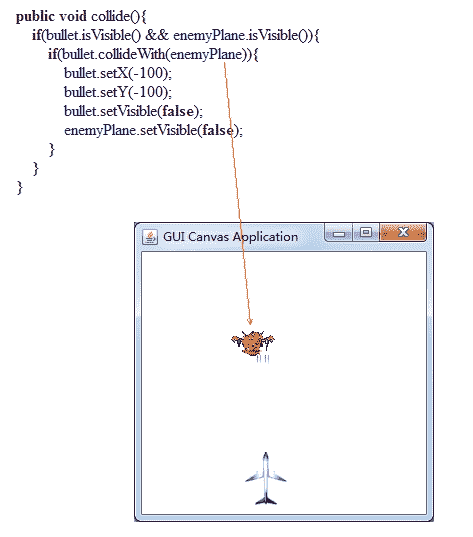 public void collide(){
if(bullet.isVisible() && enemyPlane.isVisible()){
if(bullet.collideWith(enemyPlane)){
bullet.setX(-100);
bullet.setY(-100);
bullet.setVisible(false);
enemyPlane.setVisible(false);
}
}
}
GUI Canvas Application